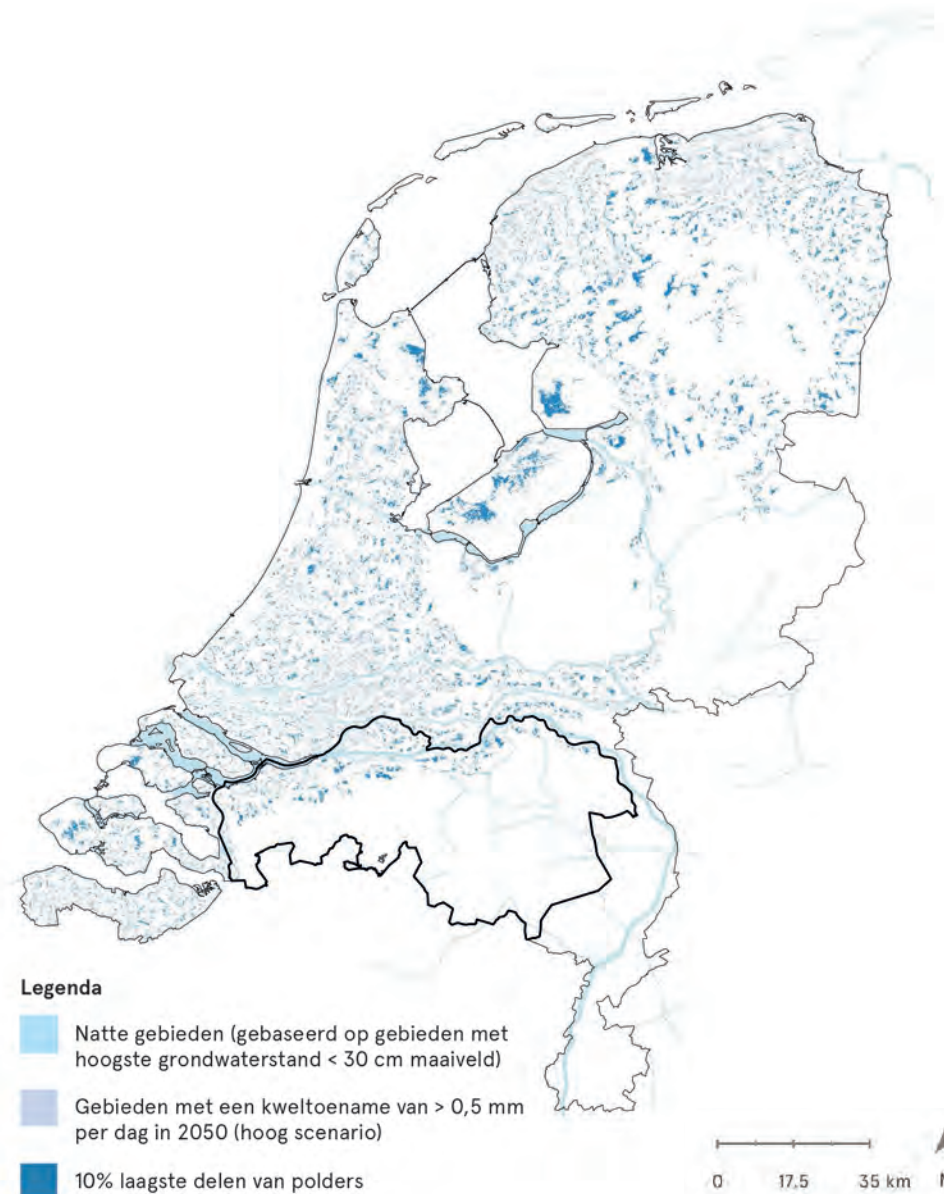 Legenda
Natte gebieden (gebaseerd op gebieden met
hoogste grondwaterstand < 30 cm maaiveld)
Gebieden met een kweltoename van > 0,5 mm
per dag in 2050 (hoog scenario)
10% laagste delen van polders
0 17,5 35 km